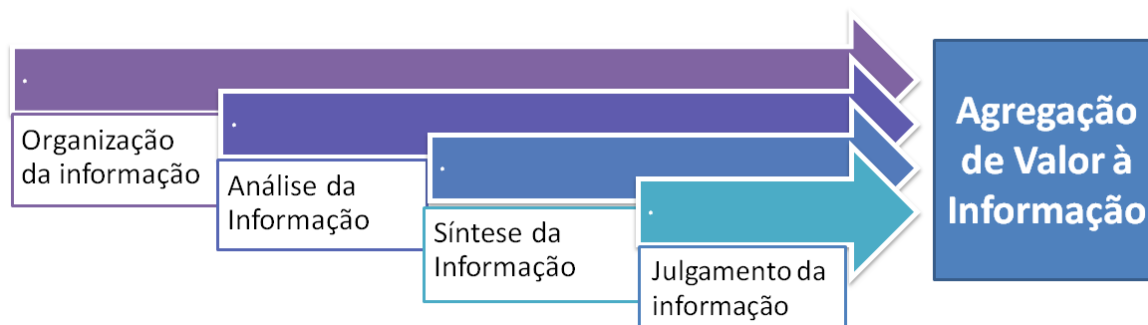 Organização
da informação
Análise da
Informação
Síntese da
Informação
Julgamento da
informação
Agregação
de Valor à
Informação